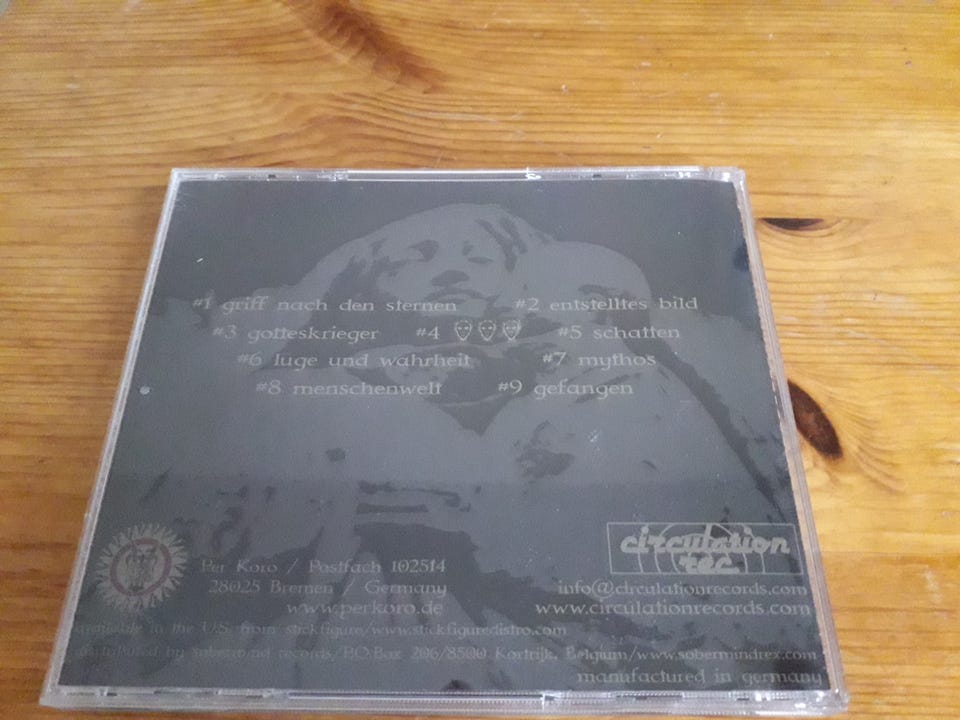 #1 griff nach den sternen #2 entstelltes bild
#3 gotteskrieger #4 #5 schatten
#6 luge und wahrheit #7 mythos
#8 menschenwelt #9 gefangen
circulation
rec.
Per Koro / Postfach 102514
28025 Bremen / Germany
www.perkoro.de
info@circulationrecords.com
www.circulationrecords.com
available in the U.S. from stickfigure/www.stickfiguredistro.com
distributed by sobermind records/P.O.Box 206/8500 Kortrijk, Belgium/www.sobermindrex.com
manufactured in germany